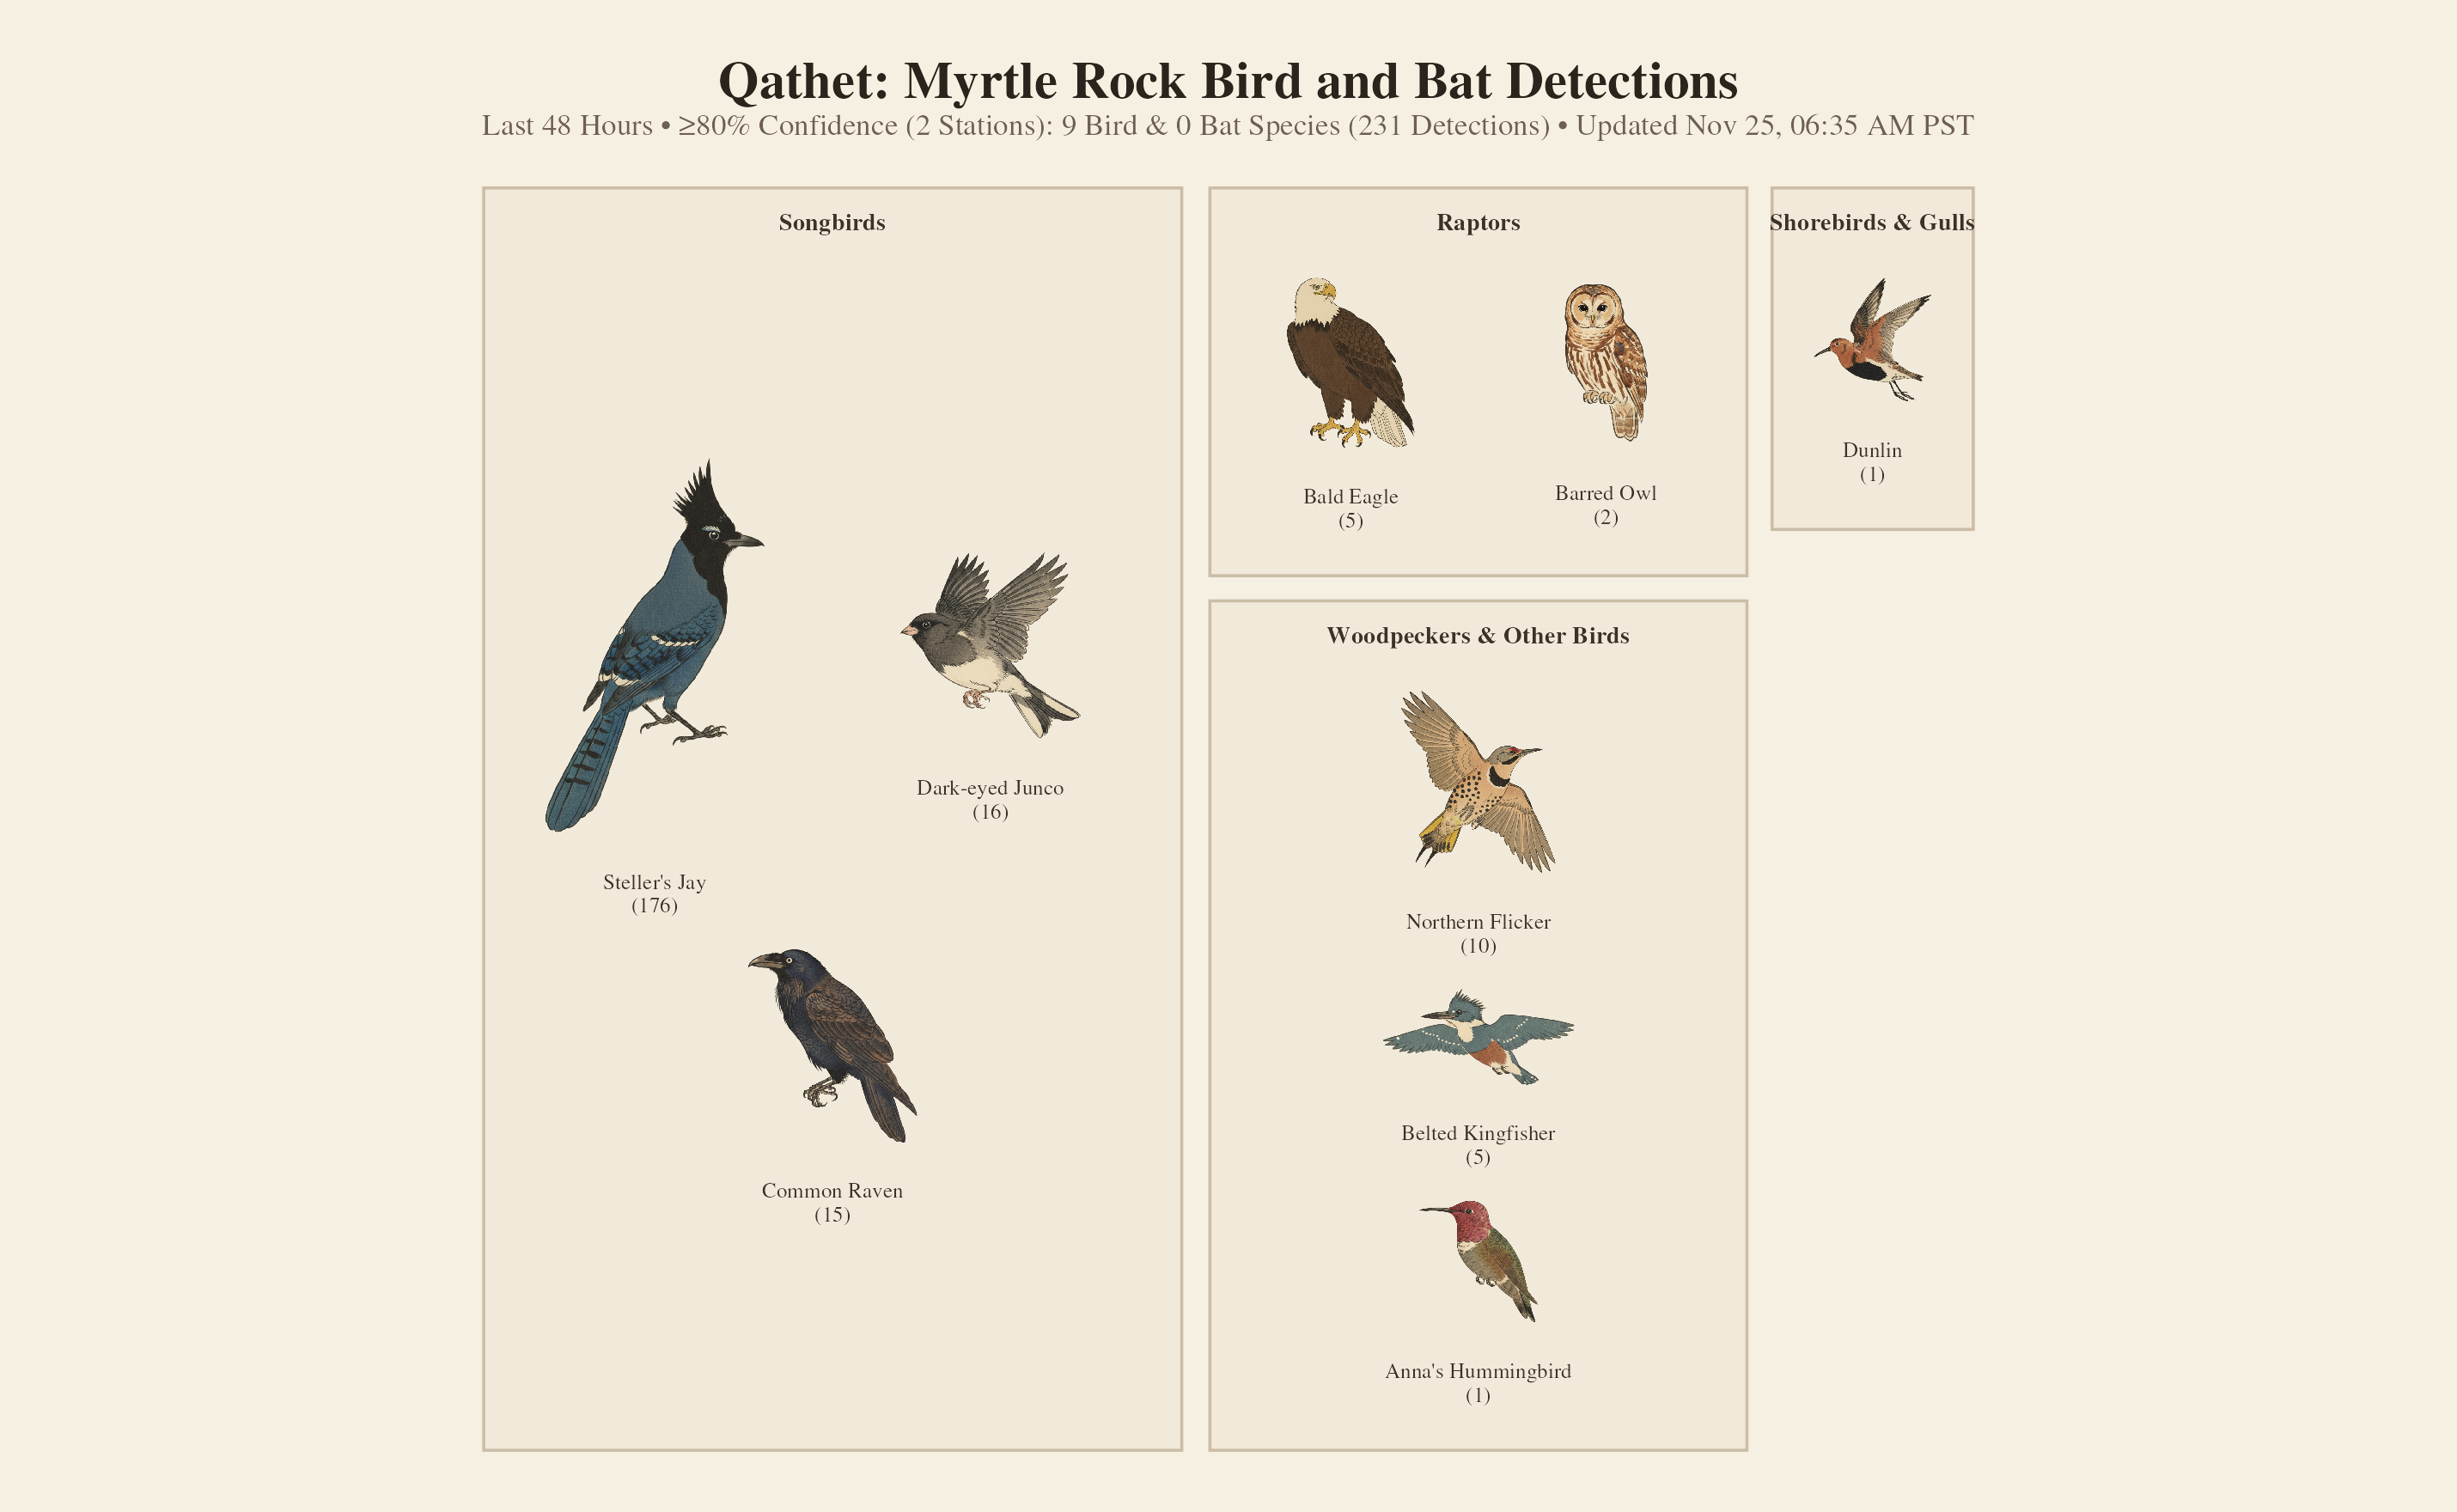 Qathet: Myrtle Rock Bird and Bat Detections
Last 48 Hours • ≥80% Confidence (2 Stations): 9 Bird & 0 Bat Species (231 Detections) • Updated Nov 25, 06:35 AM PST
Songbirds
Steller's Jay
(176)
Dark-eyed Junco
(16)
Common Raven
(15)
Raptors
Bald Eagle
(5)
Barred Owl
(2)
Woodpeckers & Other Birds
Northern Flicker
(10)
Belted Kingfisher
(5)
Anna's Hummingbird
(1)
Shorebirds & Gulls
Dunlin
(1)